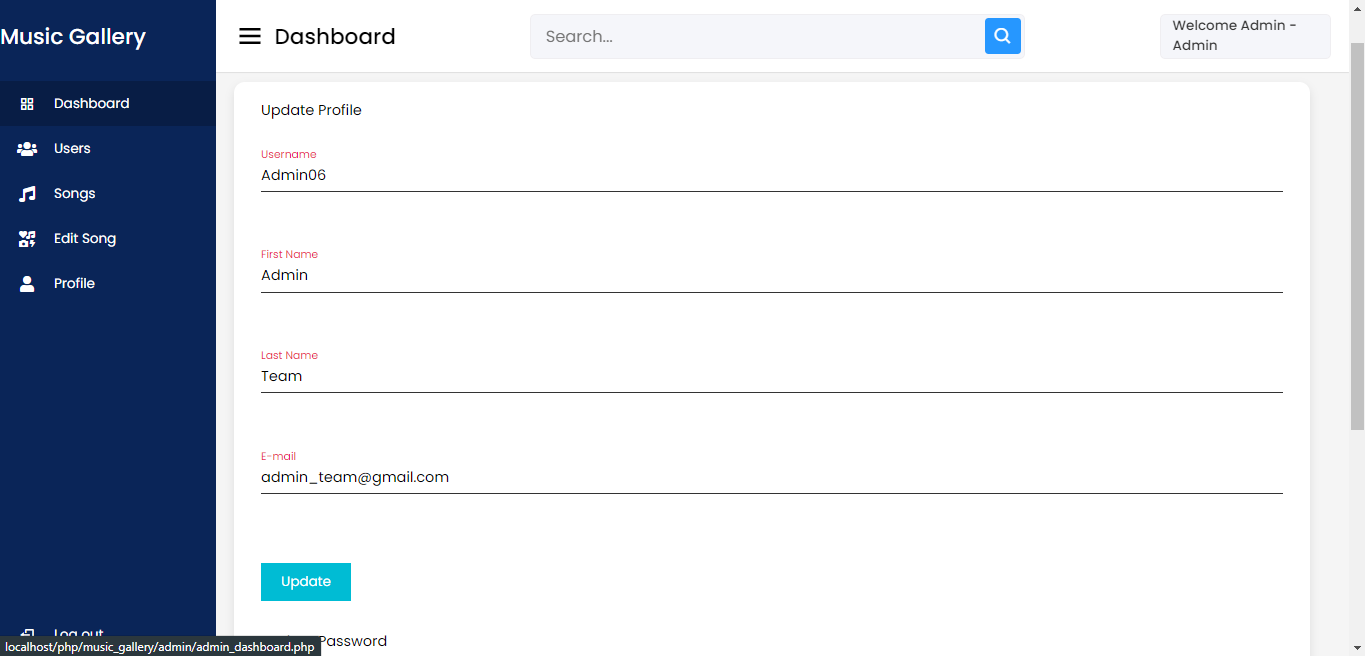 Music Gallery
Dashboard
Users
Songs
Edit Song
Profile
Log out
Dashboard
Search...
Welcome Admin -
Admin
Update Profile
Username
Admin06
First Name
Admin
Last Name
Team
E-mail
admin_team@gmail.com
Update
Password
localhost/php/music_gallery/admin/admin_dashboard.php